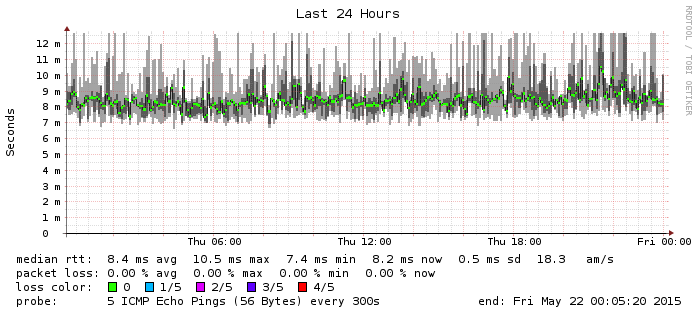 Last 24 Hours
RRDTOOL / TOBI OETIKER
Seconds
12 m
11 m
10 m
9 m
8 m
7 m
6 m
5 m
4 m
3 m
2 m
1 m
0
Thu 06:00 Thu 12:00 Thu 18:00 Fri 00:00
median rtt: 8.4 ms avg 10.5 ms max 7.4 ms min 8.2 ms now 0.5 ms sd 18.3 am/s
packet loss: 0.00 % avg 0.00 % max 0.00 % min 0.00 % now
loss color: 0 1/5 2/5 3/5 4/5
probe: 5 ICMP Echo Pings (56 Bytes) every 300s end: Fri May 22 00:05:20 2015